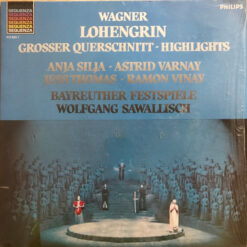 SEQUENZA
SEQUENZA
SEQUENZA
SEQUENZA
PHILIPS
WAGNER
LOHENGRIN
GROSSER QUERSCHNITT · HIGHLIGHTS
ANJA SILJA · ASTRID VARNAY
JESS THOMAS · RAMON VINAY
BAYREUTHER FESTSPIELE
WOLFGANG SAWALLISCH